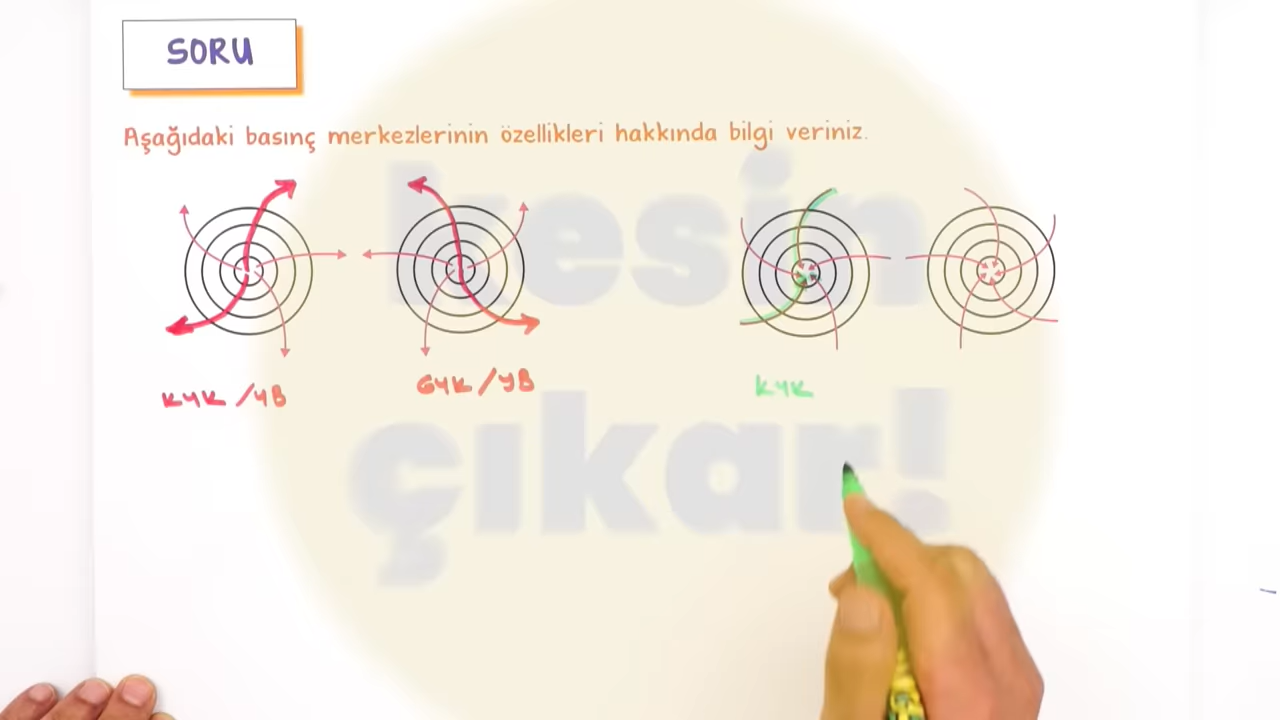 SORU
Aşağıdaki basınç merkezlerinin özellikleri hakkında bilgi veriniz.
KYK /YB
GYK /YB
KYK
kesin
çıkar!